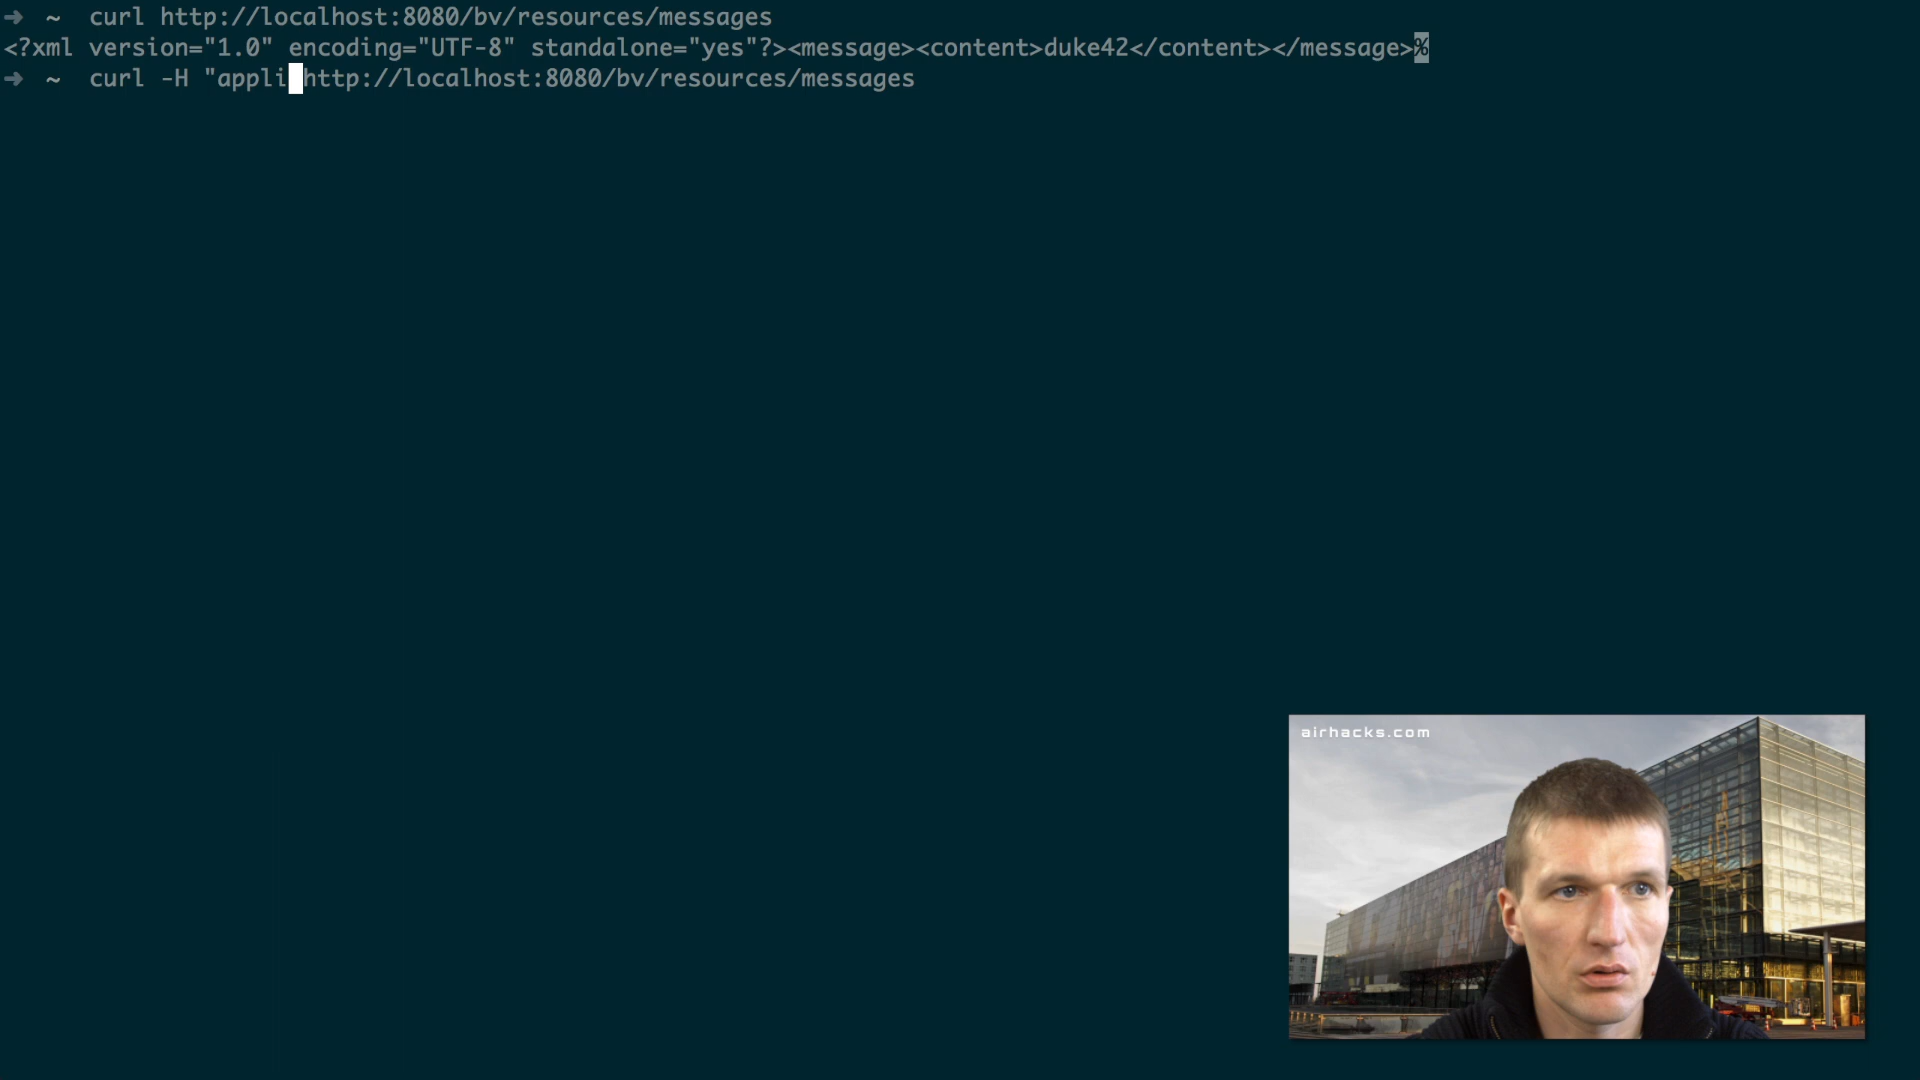 ➜ ~ curl http://localhost:8080/bv/resources/messages
<?xml version="1.0" encoding="UTF-8" standalone="yes"?><message><content>duke42</content></message>%
➜ ~ curl -H "appli http://localhost:8080/bv/resources/messages
airhacks.com